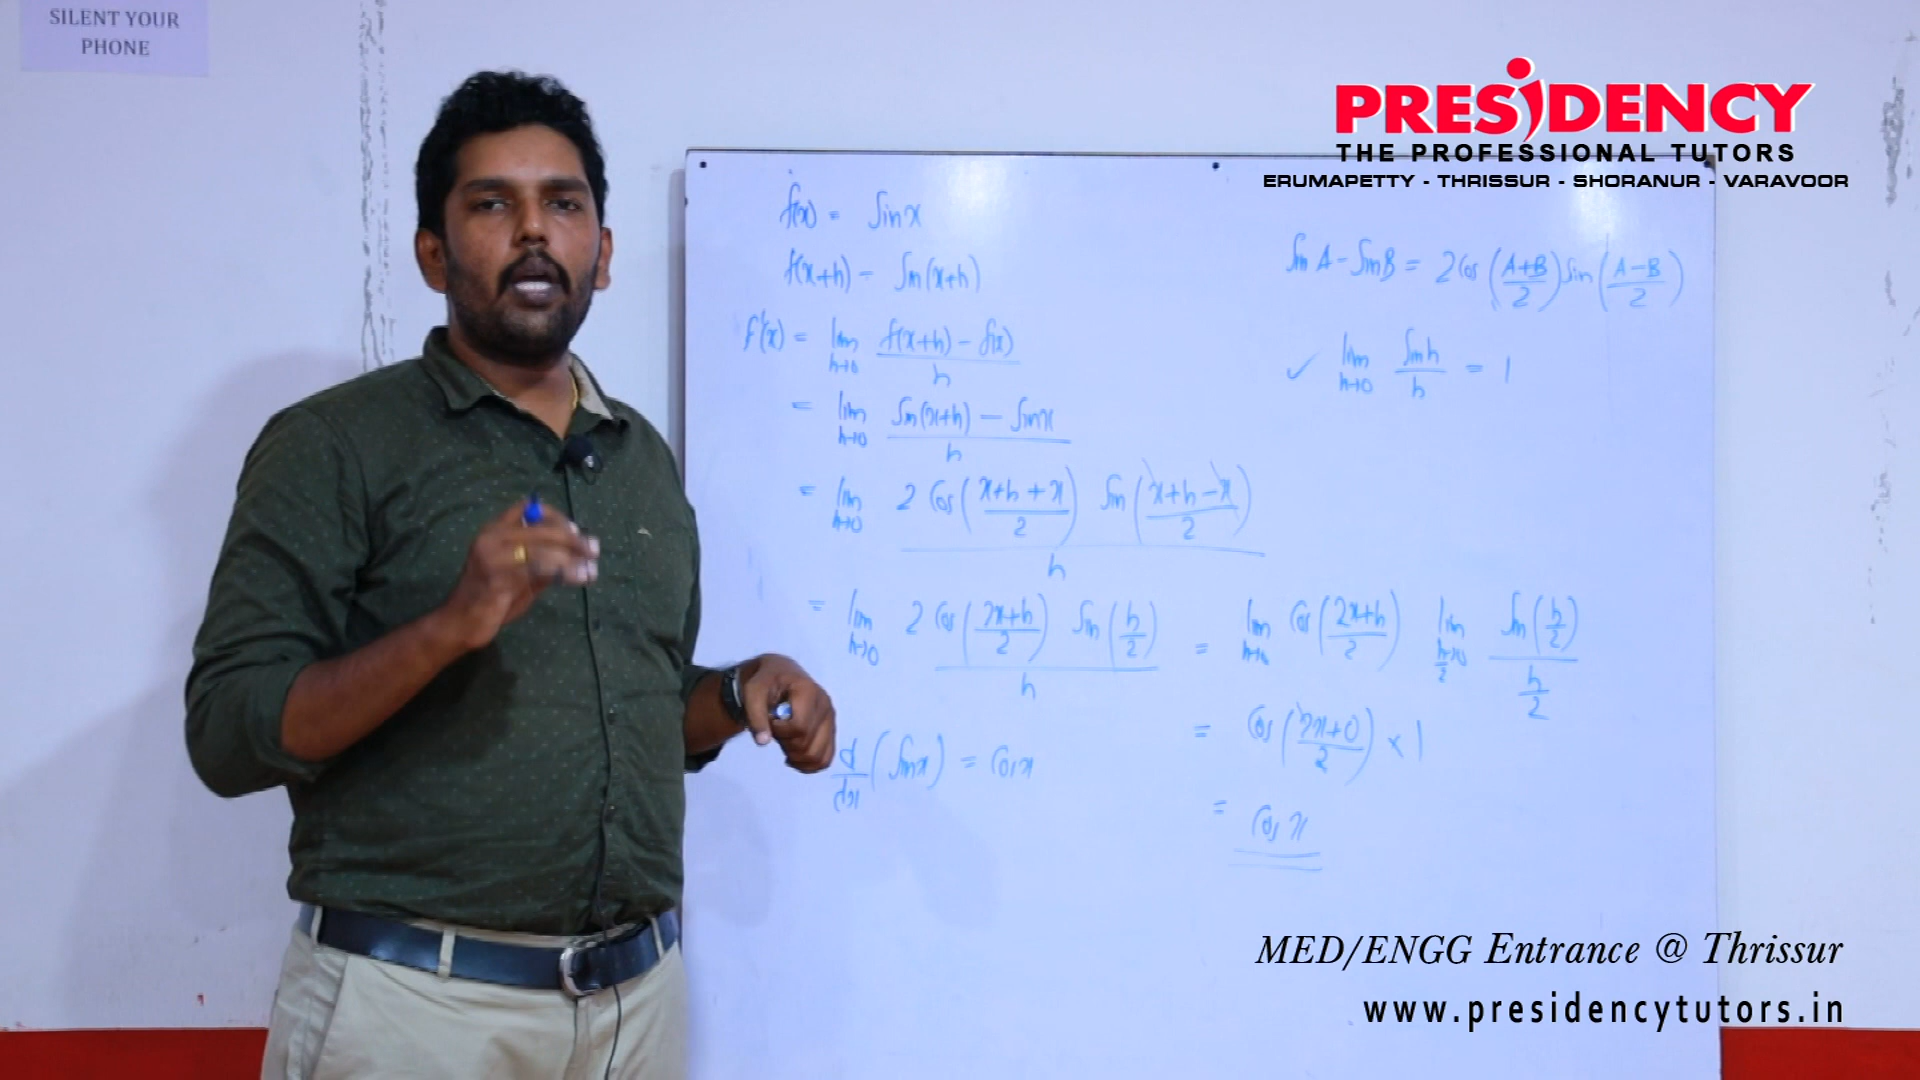 SILENT YOUR
PHONE
PRESiDENCY
THE PROFESSIONAL TUTORS
ERUMAPETTY - THRISSUR - SHORANUR - VARAVOOR
f(x) = Sin x
f(x+h) = Sin(x+h)
f'(x) = lim h→0 (f(x+h) - f(x))/h
= lim h→0 (Sin(x+h) - Sin x)/h
= lim h→0 (2 Cos((x+h+x)/2) Sin((x+h-x)/2))/h
= lim h→0 (2 Cos((2x+h)/2) Sin(h/2))/h = lim h→0 Cos((2x+h)/2) lim h/2→0 Sin(h/2)/(h/2)
= Cos((2x+0)/2) × 1
= Cos x
d/dx (Sin x) = Cos x
Sin A - Sin B = 2 Cos((A+B)/2) Sin((A-B)/2)
✓ lim h→0 Sin h/h = 1
MED/ENGG Entrance @ Thrissur
www.presidencytutors.in